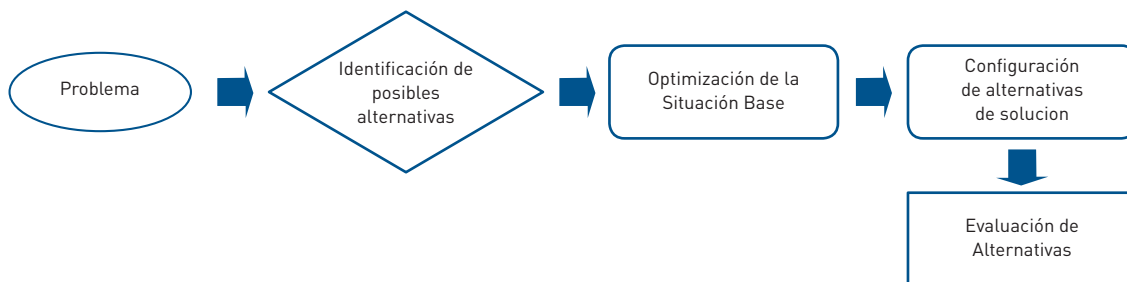 Problema
Identificación de
posibles
alternativas
Optimización de la
Situación Base
Configuración
de alternativas
de solucion
Evaluación de
Alternativas